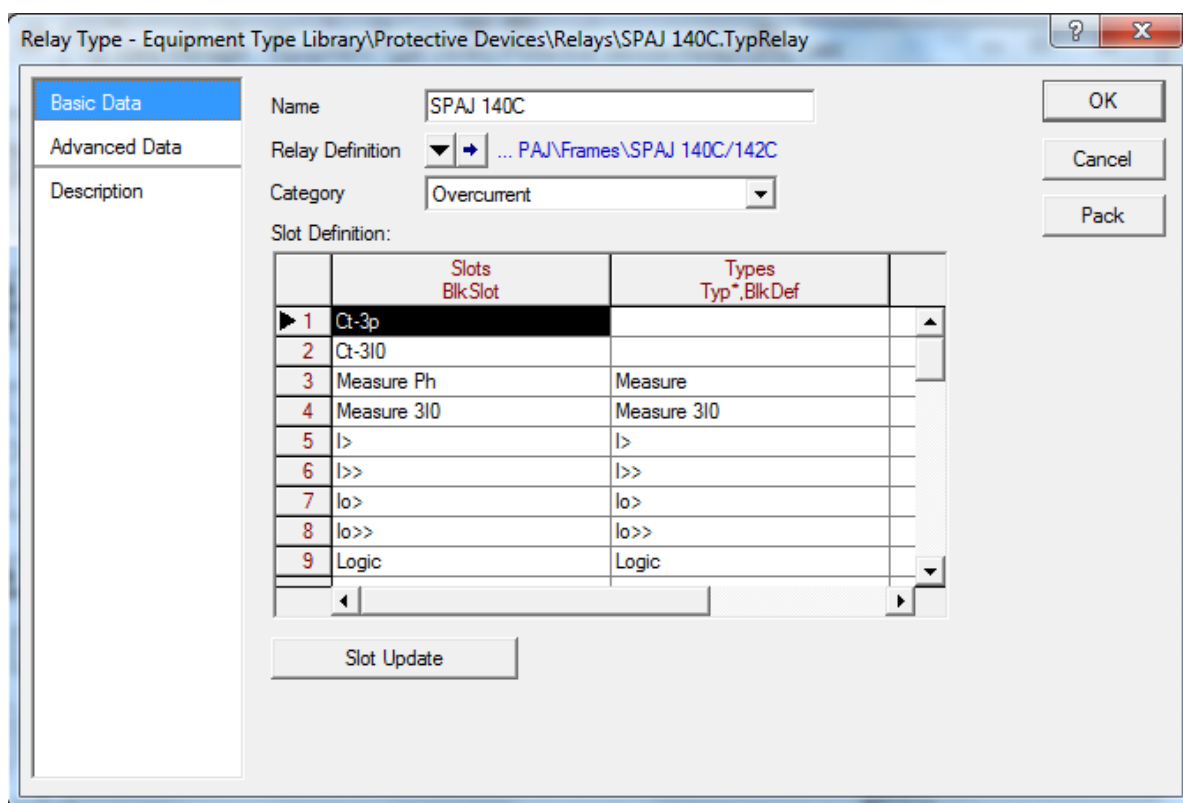 Relay Type - Equipment Type Library\Protective Devices\Relays\SPAJ 140C.TypRelay
?
x
Basic Data
Advanced Data
Description
Name SPAJ 140C
Relay Definition ... PAJ\Frames\SPAJ 140C/142C
Category Overcurrent
Slot Definition:
Slots Types
BlkSlot Typ*,BlkDef
1 Ct-3p
2 Ct-3I0
3 Measure Ph Measure
4 Measure 3I0 Measure 3I0
5 I> I>
6 I>> I>>
7 Io> Io>
8 Io>> Io>>
9 Logic Logic
Slot Update
OK
Cancel
Pack